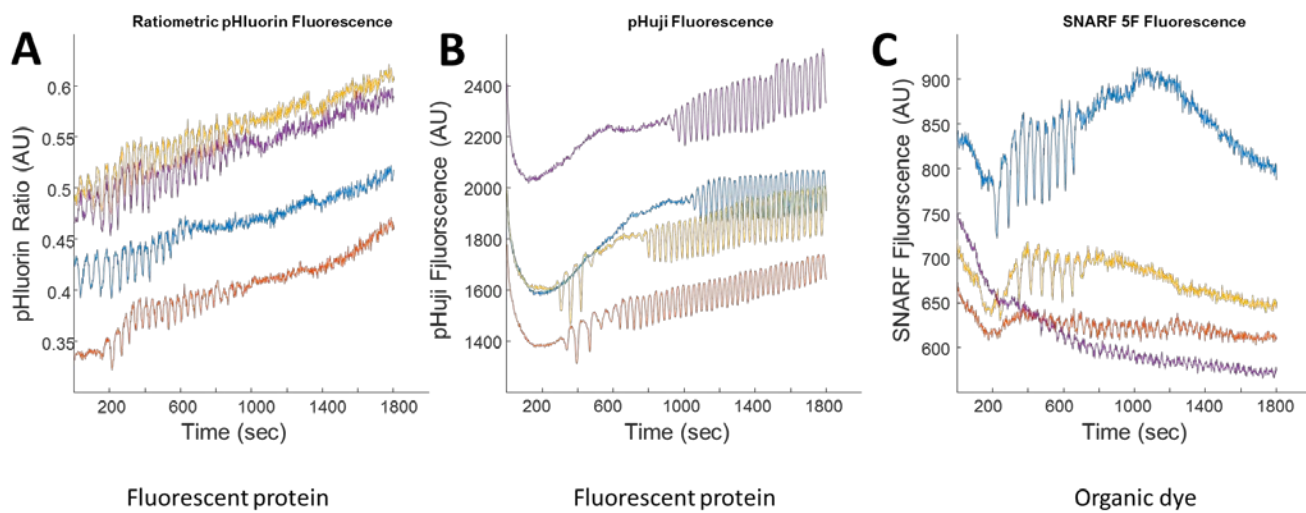 Ratiometric pHluorin Fluorescence
pHuji Fluorescence
SNARF 5F Fluorescence
A
B
C
pHluorin Ratio (AU)
0.6
0.55
0.5
0.45
0.4
0.35
200 600 1000 1400 1800
Time (sec)
pHuji Fjluorscence (AU)
2400
2200
2000
1800
1600
1400
200 600 1000 1400 1800
Time (sec)
SNARF Fjluorescence (AU)
900
850
800
750
700
650
600
200 600 1000 1400 1800
Time (sec)
Fluorescent protein
Fluorescent protein
Organic dye